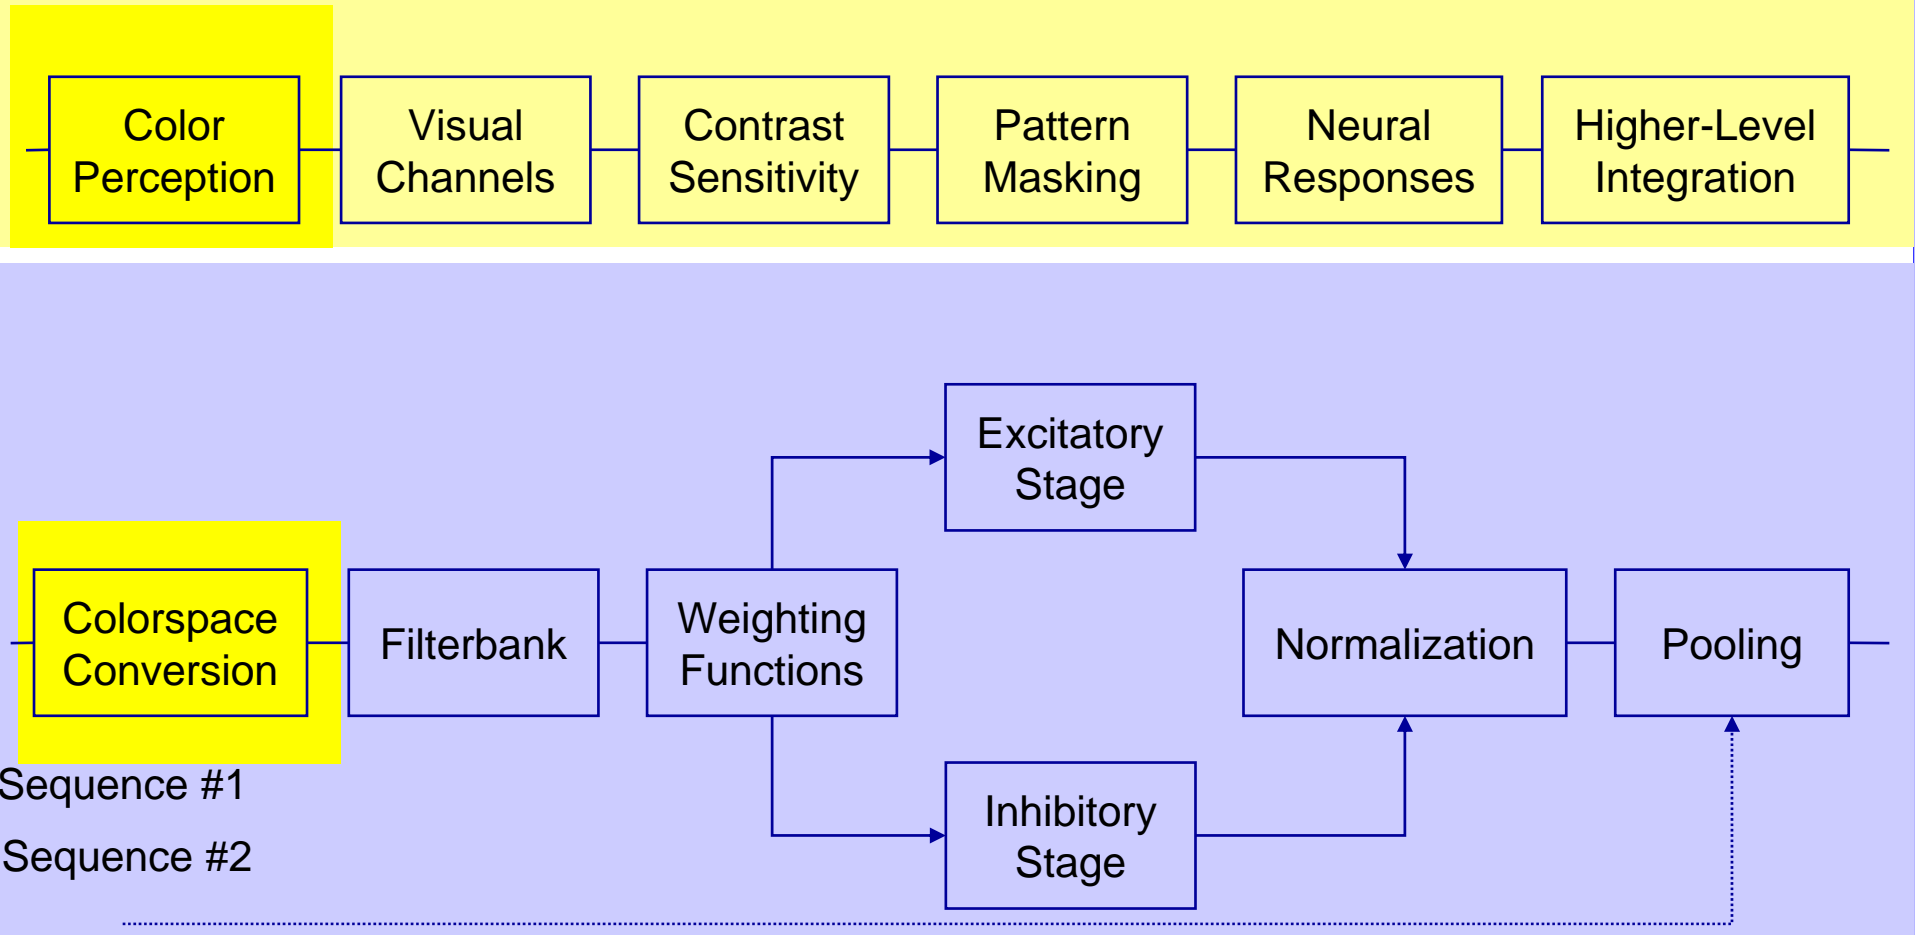 Color
Perception
Visual
Channels
Contrast
Sensitivity
Pattern
Masking
Neural
Responses
Higher-Level
Integration
Excitatory
Stage
Colorspace
Conversion
Filterbank
Weighting
Functions
Normalization
Pooling
Sequence #1
Sequence #2
Inhibitory
Stage